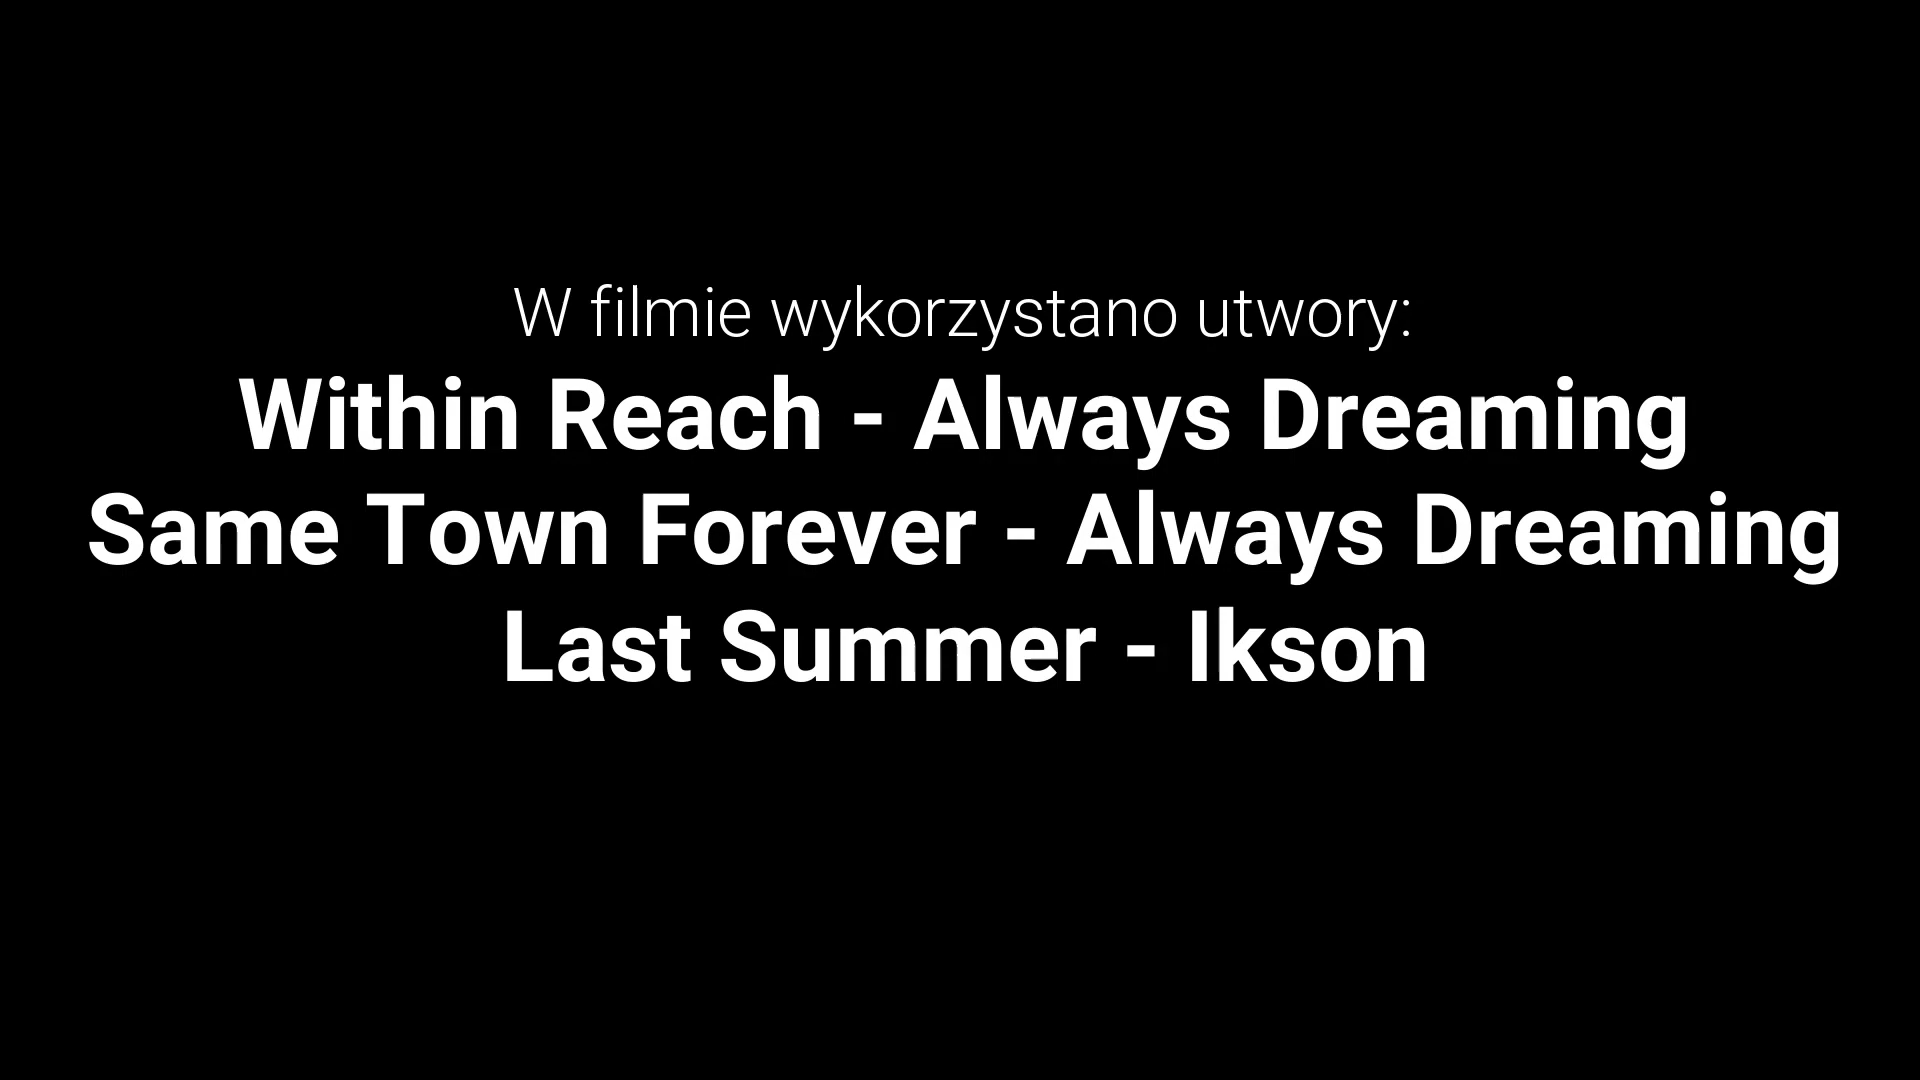 W filmie wykorzystano utwory:
Within Reach - Always Dreaming
Same Town Forever - Always Dreaming
Last Summer - Ikson